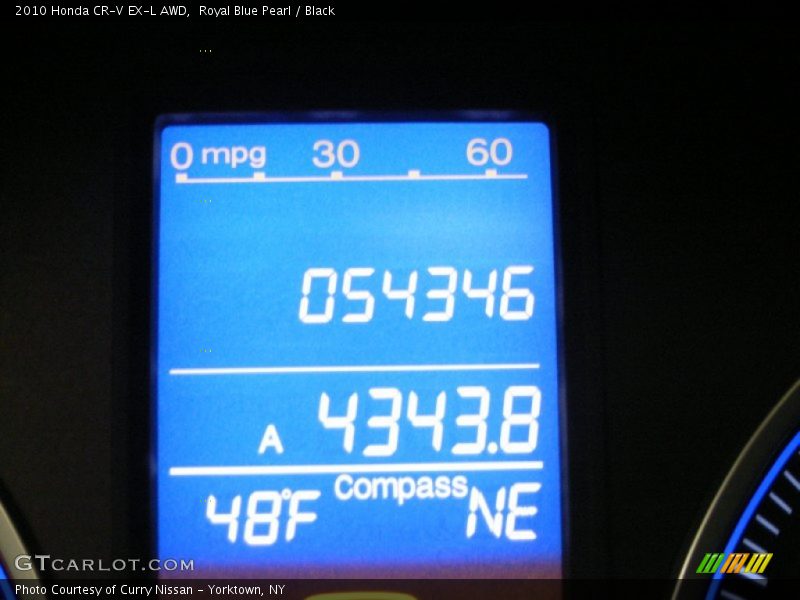 2010 Honda CR-V EX-L AWD, Royal Blue Pearl / Black
0 mpg 30 60
054346
A 4343.8
48°F Compass NE
GTCARLOT.COM
Photo Courtesy of Curry Nissan - Yorktown, NY